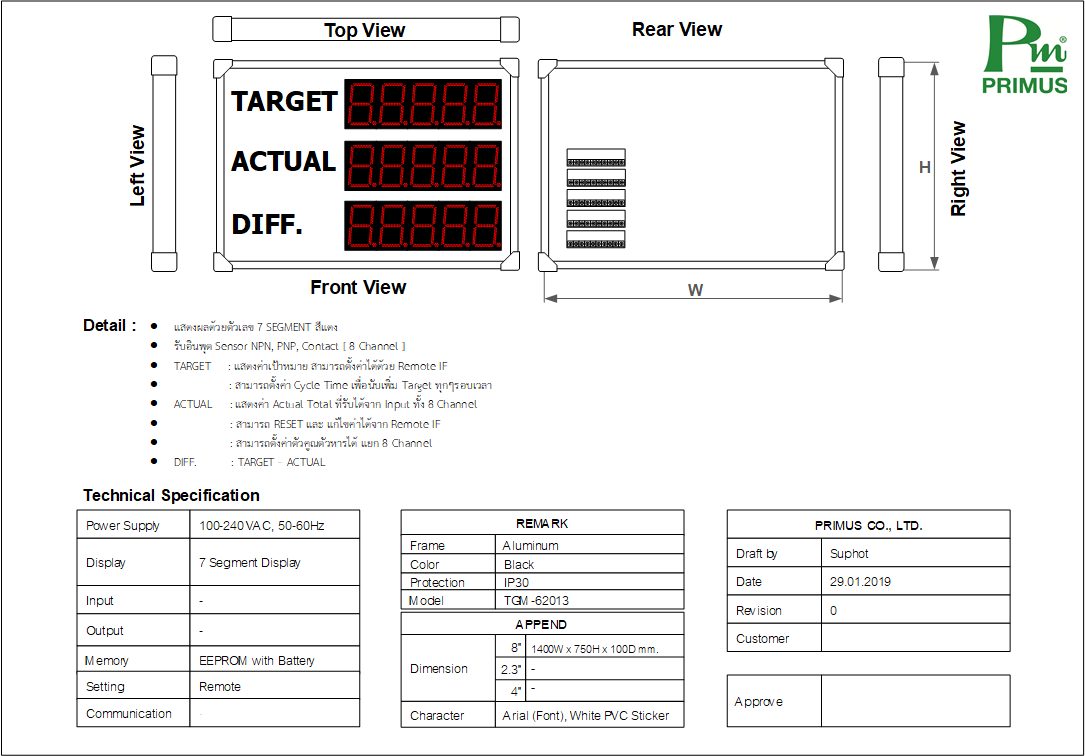 Top View
Rear View
Pm®
PRIMUS
TARGET
ACTUAL
DIFF.
Left View
Right View
H
W
Front View
Detail :
• แสดงผลด้วยตัวเลข 7 SEGMENT สีแดง
• รับอินพุต Sensor NPN, PNP, Contact [ 8 Channel ]
• TARGET : แสดงค่าเป้าหมาย สามารถตั้งค่าได้ด้วย Remote IF
• : สามารถตั้งค่า Cycle Time เพื่อนับเพิ่ม Target ทุกๆรอบเวลา
• ACTUAL : แสดงค่า Actual Total ที่รับได้จาก Input ทั้ง 8 Channel
• : สามารถ RESET และ แก้ไขค่าได้จาก Remote IF
• : สามารถตั้งค่าตัวคูณตัวหารได้ แยก 8 Channel
• DIFF. : TARGET - ACTUAL
Technical Specification
Power Supply 100-240 VAC, 50-60Hz
Display 7 Segment Display
Input -
Output -
Memory EEPROM with Battery
Setting Remote
Communication -
REMARK
Frame Aluminum
Color Black
Protection IP30
Model TGM-62013
APPEND
Dimension
8" 1400W x 750H x 100D mm.
2.3" -
4" -
Character Arial (Font), White PVC Sticker
PRIMUS CO., LTD.
Draft by Suphot
Date 29.01.2019
Revision 0
Customer
Approve